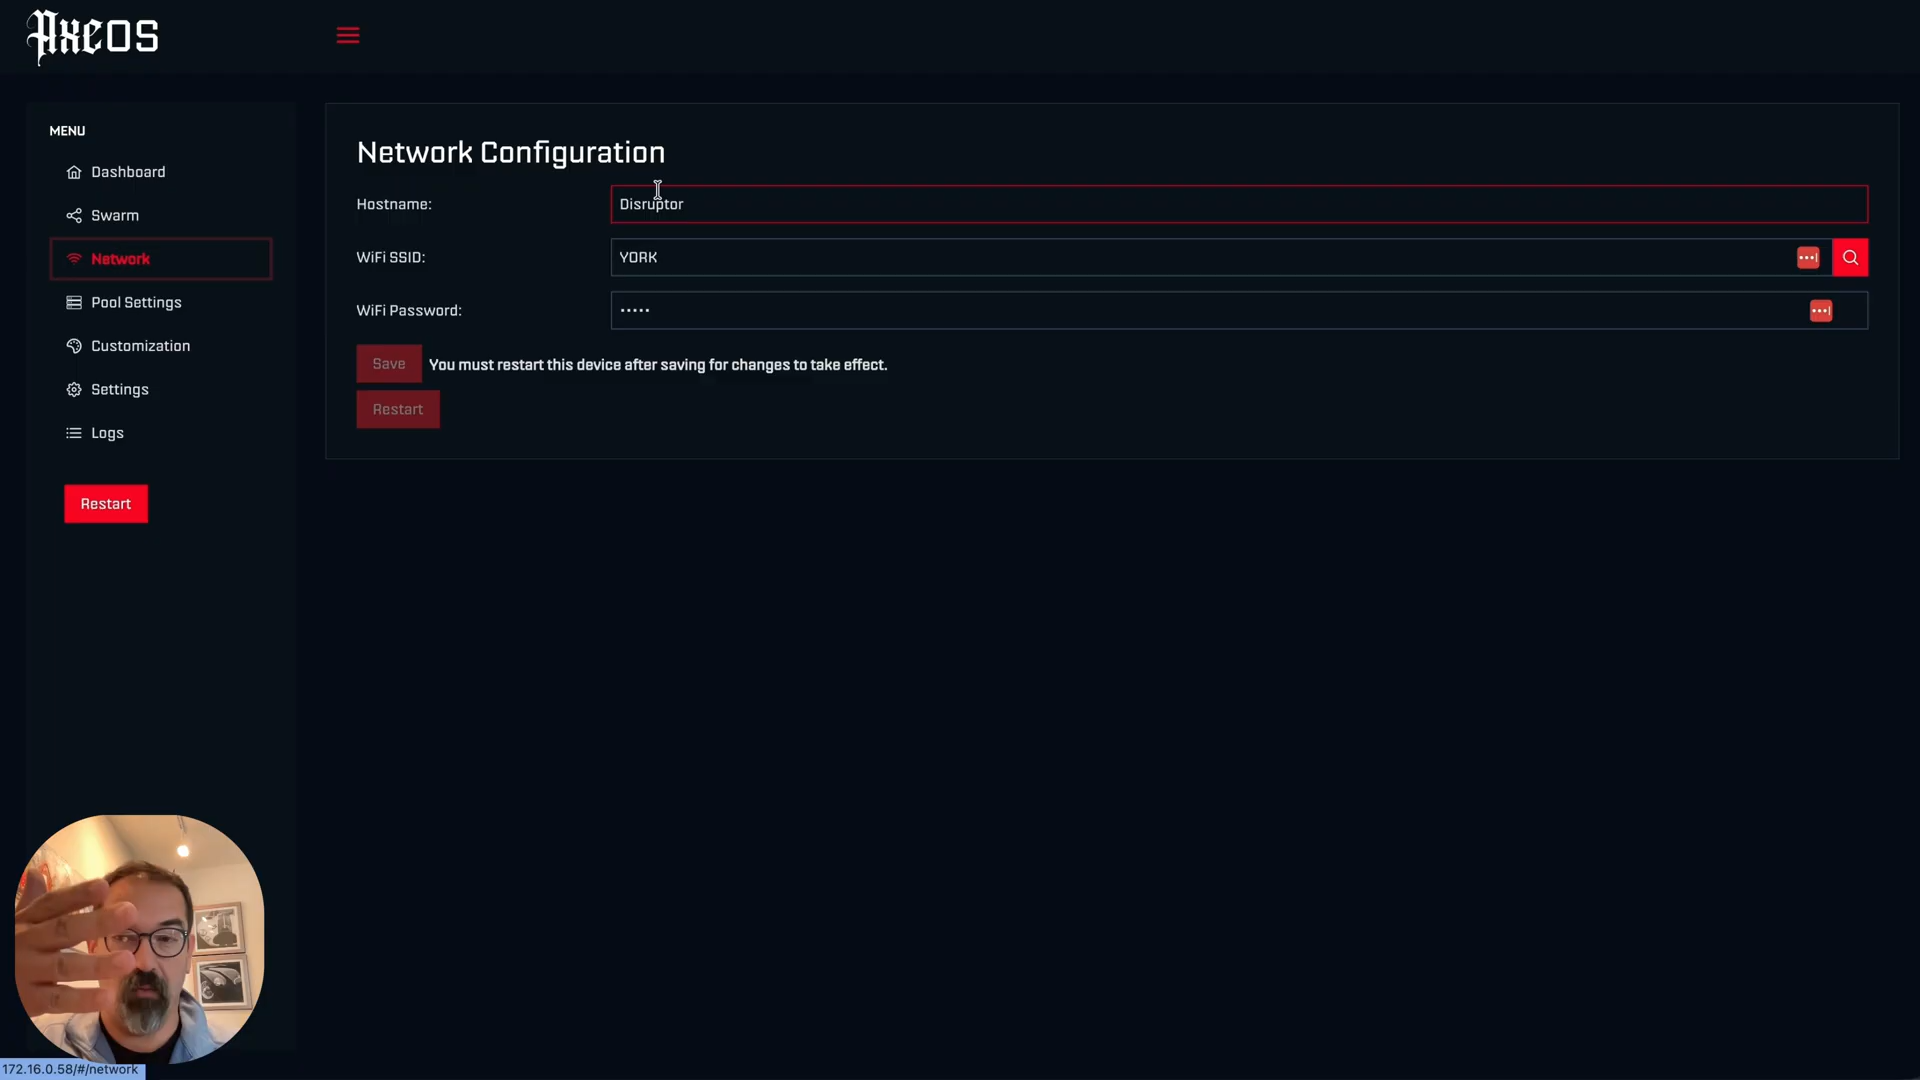 AxeOS
MENU
Dashboard
Swarm
Network
Pool Settings
Customization
Settings
Logs
Restart
Network Configuration
Hostname:
Disruptor
WiFi SSID:
YORK
WiFi Password:
•••••
Save
You must restart this device after saving for changes to take effect.
Restart
172.16.0.58/#/network